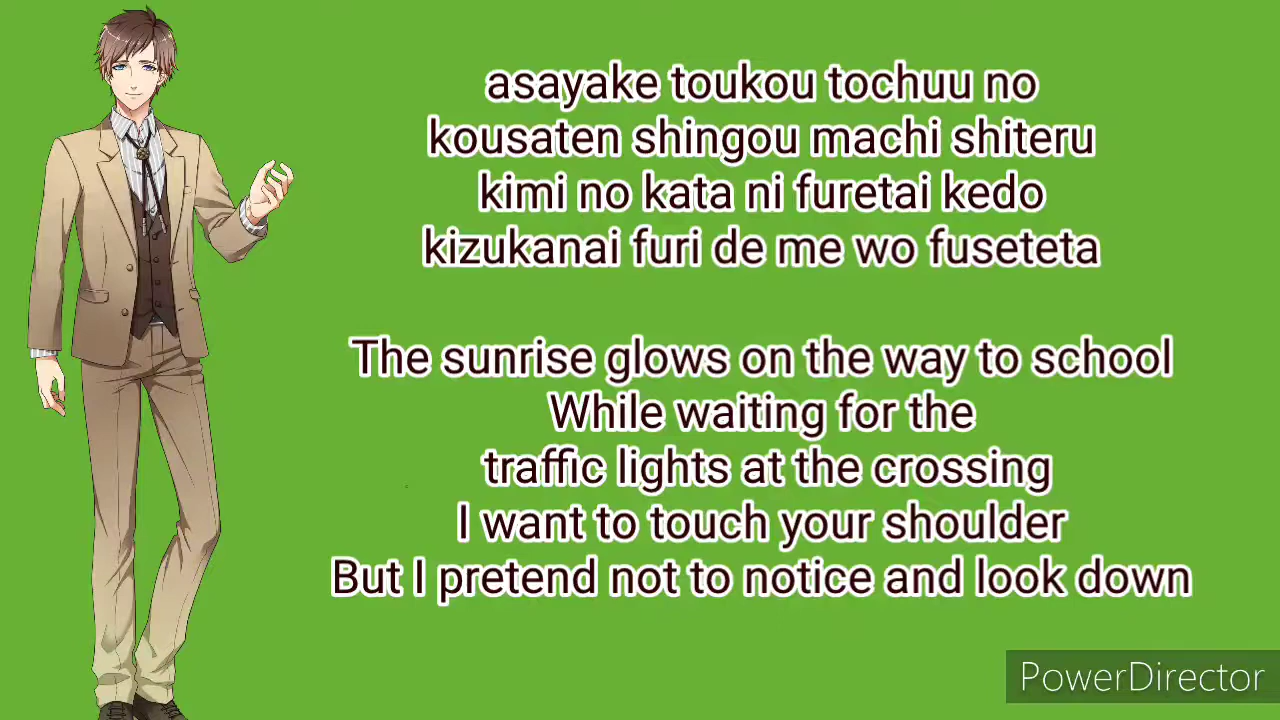 asayake toukou tochuu no
kousaten shingou machi shiteru
kimi no kata ni furetai kedo
kizukanai furi de me wo fuseteta
The sunrise glows on the way to school
While waiting for the
traffic lights at the crossing
I want to touch your shoulder
But I pretend not to notice and look down
PowerDirector